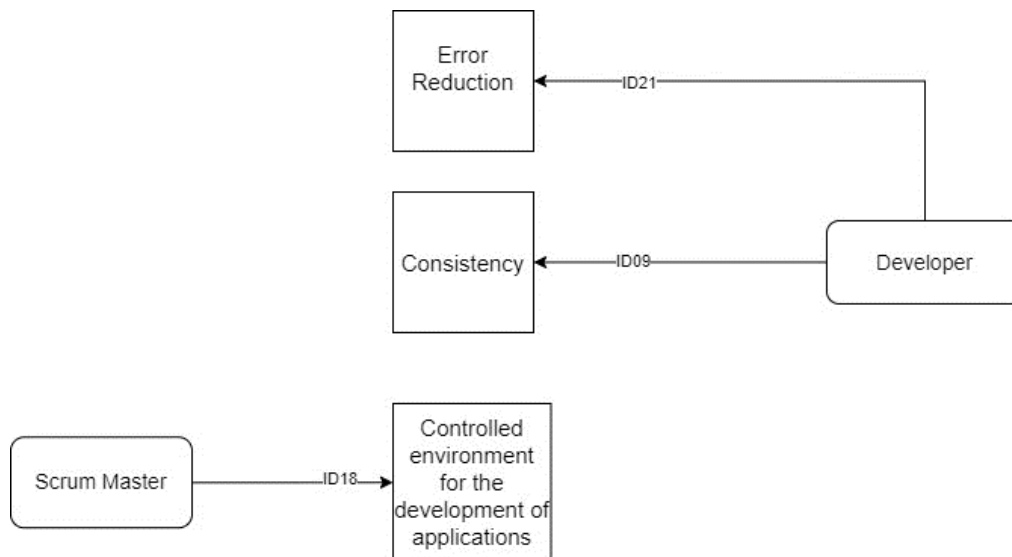 Error
Reduction
ID21
Consistency
ID09
Developer
Scrum Master
ID18
Controlled
environment
for the
development of
applications